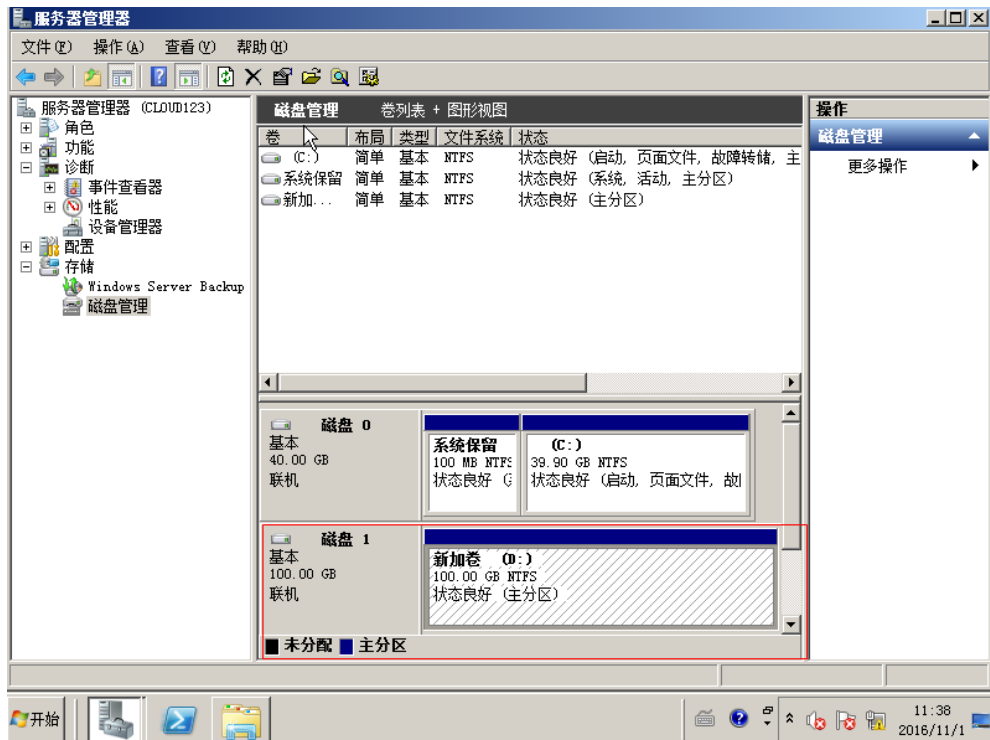 服务器管理器
文件(F) 操作(A) 查看(V) 帮助(H)
服务器管理器 (CLOUD123)
角色
功能
诊断
事件查看器
性能
设备管理器
配置
存储
Windows Server Backup
磁盘管理
磁盘管理 卷列表 + 图形视图
卷 布局 类型 文件系统 状态
(C:) 简单 基本 NTFS 状态良好 (启动, 页面文件, 故障转储, 主
系统保留 简单 基本 NTFS 状态良好 (系统, 活动, 主分区)
新加... 简单 基本 NTFS 状态良好 (主分区)
磁盘 0
基本
40.00 GB
联机
系统保留
100 MB NTFS
状态良好 (
(C:)
39.90 GB NTFS
状态良好 (启动, 页面文件, 故
磁盘 1
基本
100.00 GB
联机
新加卷 (D:)
100.00 GB NTFS
状态良好 (主分区)
未分配 主分区
操作
磁盘管理
更多操作
开始
11:38
2016/11/1